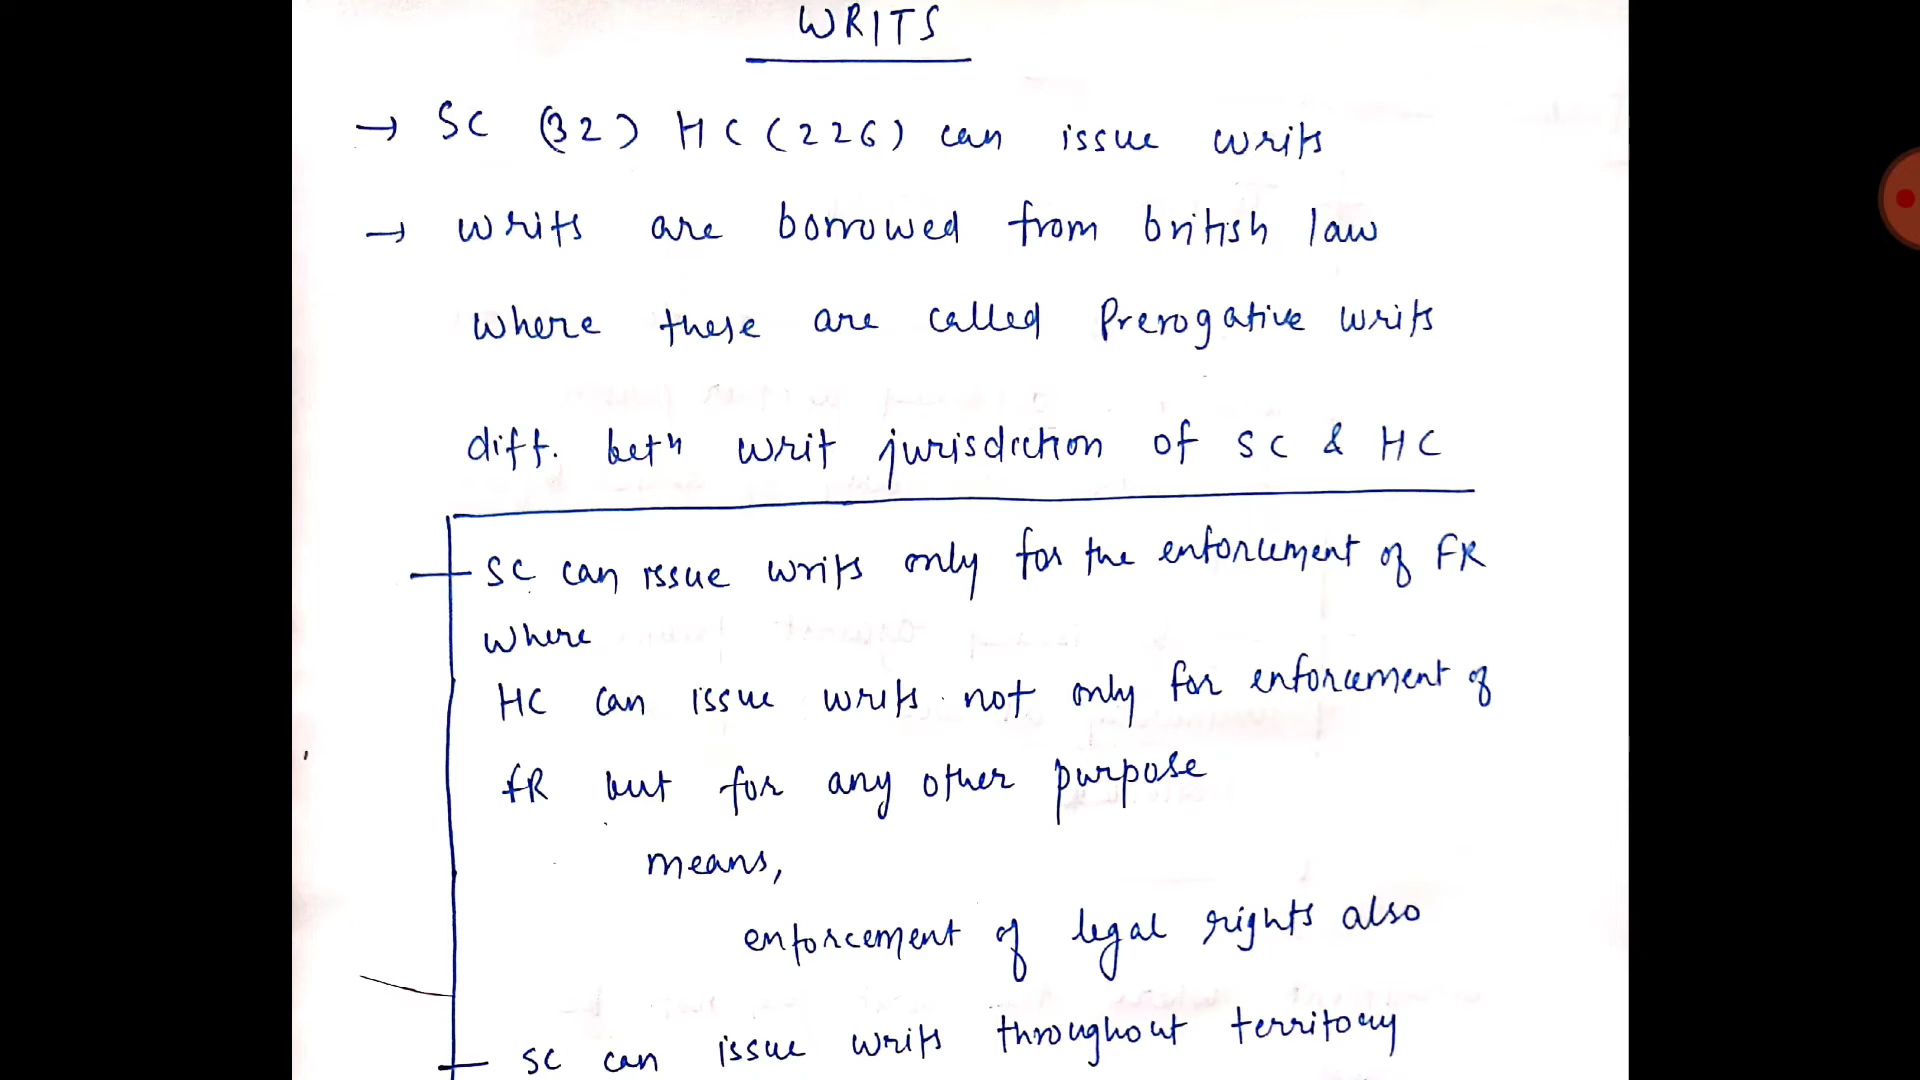 WRITS
→ SC (32) HC (226) can issue writs
→ writs are borrowed from british law
where these are called Prerogative writs
diff. betn writ jurisdiction of SC & HC
SC can issue writs only for the enforcement of FR
where
HC can issue writs not only for enforcement of
FR but for any other purpose
means,
enforcement of legal rights also
SC can issue writs throughout territory